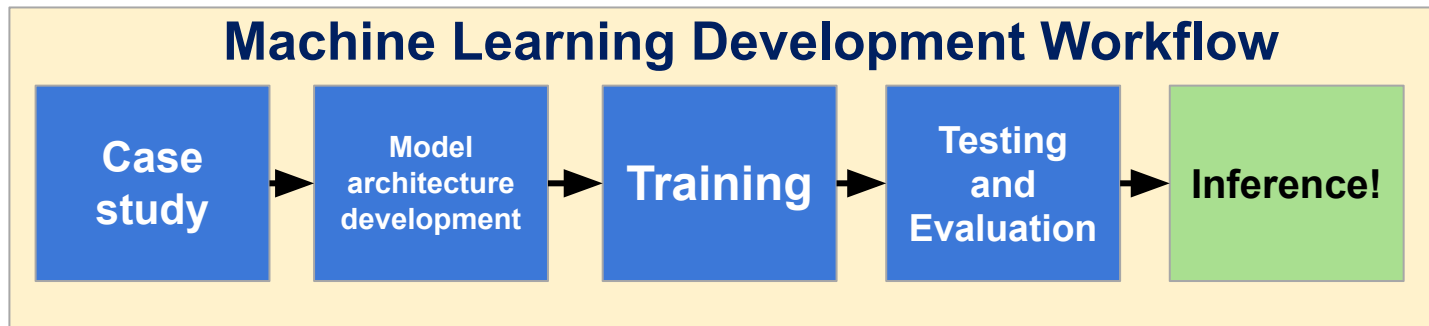 Machine Learning Development Workflow
Case
study
Model
architecture
development
Training
Testing
and
Evaluation
Inference!